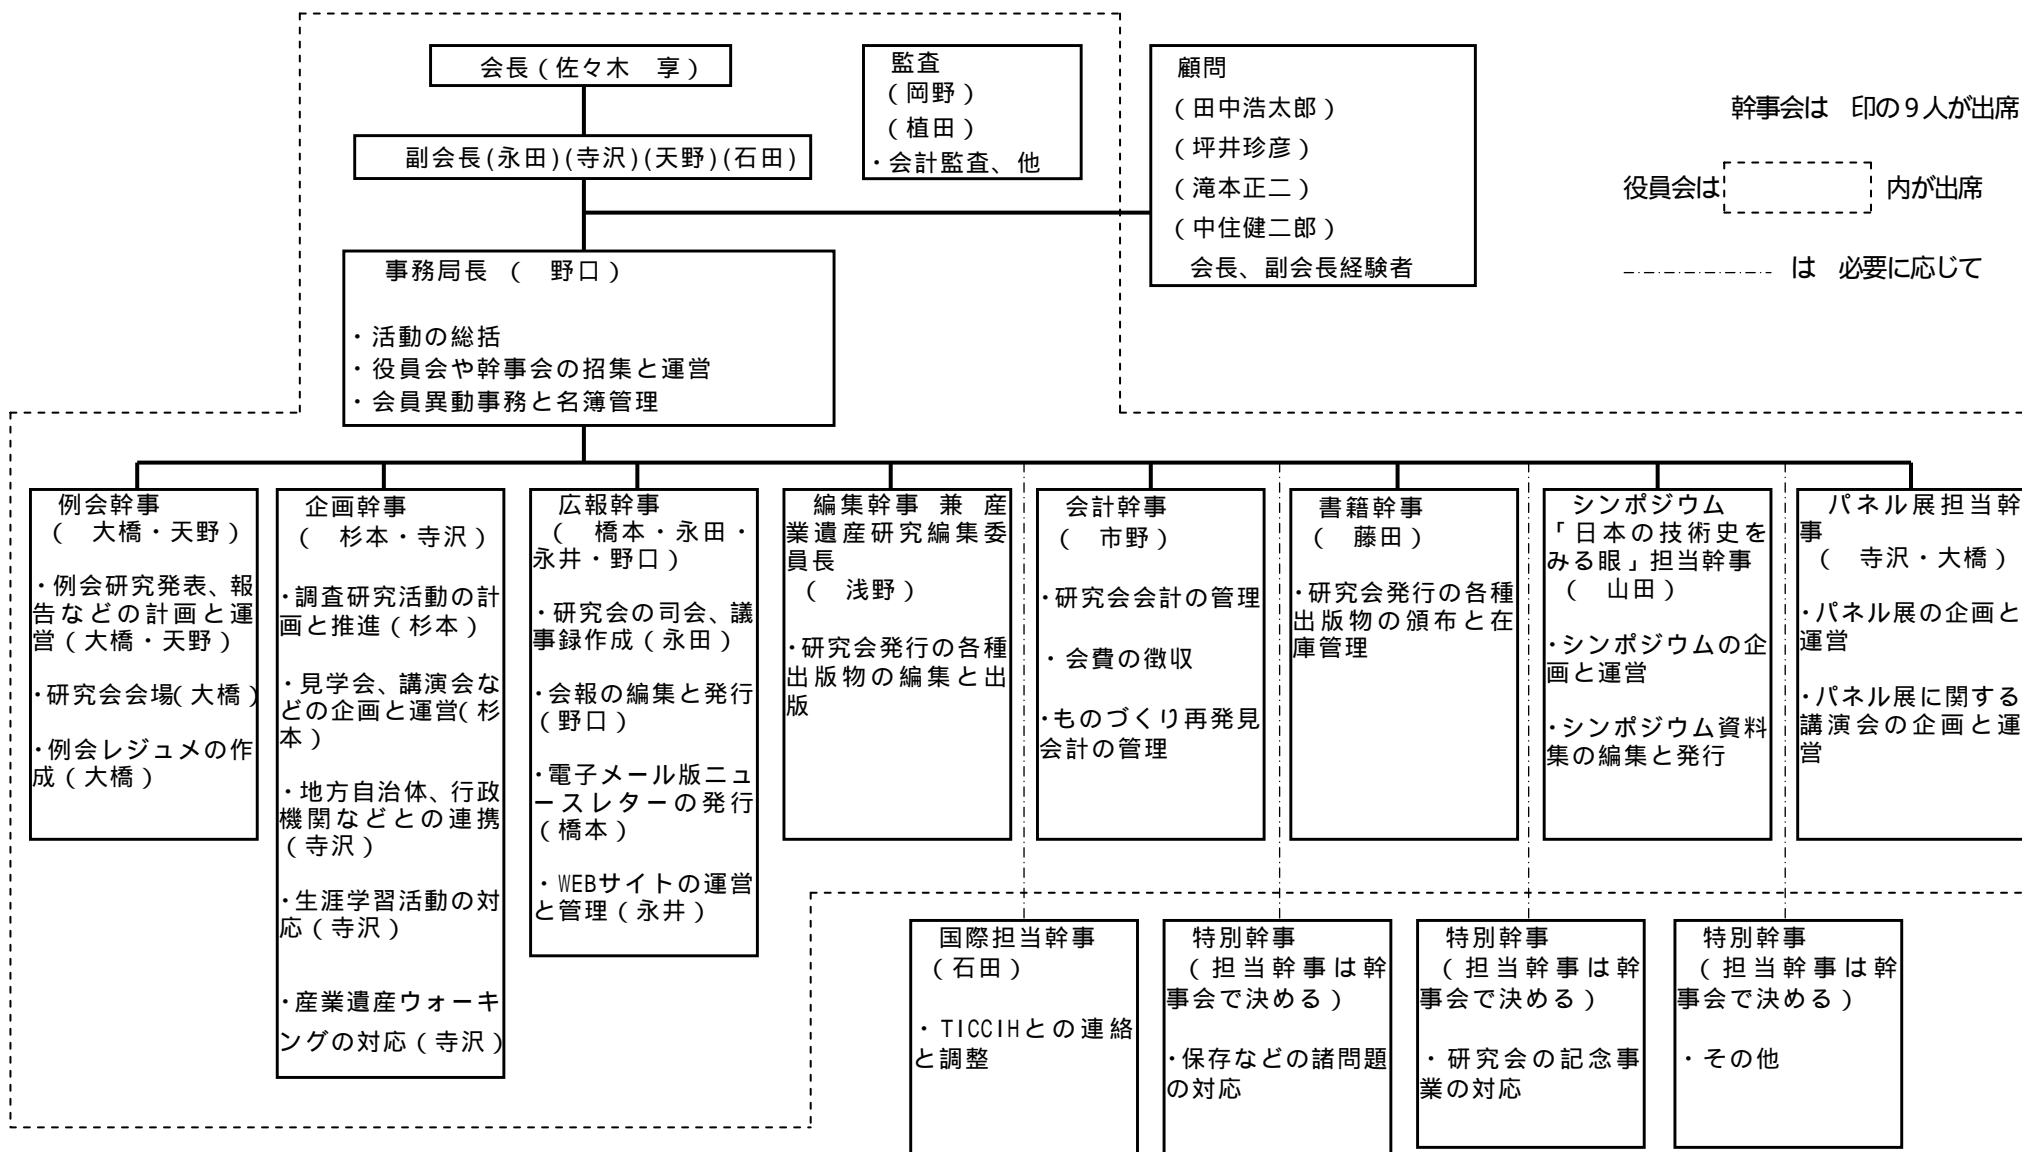 会長(佐々木　享)
副会長(永田)(寺沢)(天野)(石田)
監査
(岡野)
(植田)
・会計監査、他
顧問
(田中浩太郎)
(坪井珍彦)
(滝本正二)
(中住健二郎)
会長、副会長経験者
幹事会は　印の9人が出席
役員会は　内が出席
は　必要に応じて
事務局長 (　野口)
・活動の総括
・役員会や幹事会の招集と運営
・会員異動事務と名簿管理
例会幹事
(　大橋・天野)
・例会研究発表、報
告などの計画と運
営(大橋・天野)
・研究会会場(大橋)
・例会レジュメの作
成(大橋)
企画幹事
(　杉本・寺沢)
・調査研究活動の計
画と推進(杉本)
・見学会、講演会な
どの企画と運営(杉
本)
・地方自治体、行政
機関などとの連携
(寺沢)
・生涯学習活動の対
応(寺沢)
・産業遺産ウォーキ
ングの対応(寺沢)
広報幹事
(　橋本・永田・
永井・野口)
・研究会の司会、議
事録作成(永田)
・会報の編集と発行
(野口)
・電子メール版ニュ
ースレターの発行
(橋本)
・WEBサイトの運営
と管理(永井)
編集幹事 兼 産
業遺産研究編集委
員長
(　浅野)
・研究会発行の各種
出版物の編集と出
版
会計幹事
(　市野)
・研究会会計の管理
・会費の徴収
・ものづくり再発見
会計の管理
書籍幹事
(　藤田)
・研究会発行の各種
出版物の頒布と在
庫管理
シンポジウム
「日本の技術史を
みる眼」担当幹事
(　山田)
・シンポジウムの企
画と運営
・シンポジウム資料
集の編集と発行
パネル展担当幹
事
(　寺沢・大橋)
・パネル展の企画と
運営
・パネル展に関する
講演会の企画と運
営
国際担当幹事
(石田)
・TICCIHとの連絡
と調整
特別幹事
(担当幹事は幹
事会で決める)
・保存などの諸問題
の対応
特別幹事
(担当幹事は幹
事会で決める)
・研究会の記念事
業の対応
特別幹事
(担当幹事は幹
事会で決める)
・その他